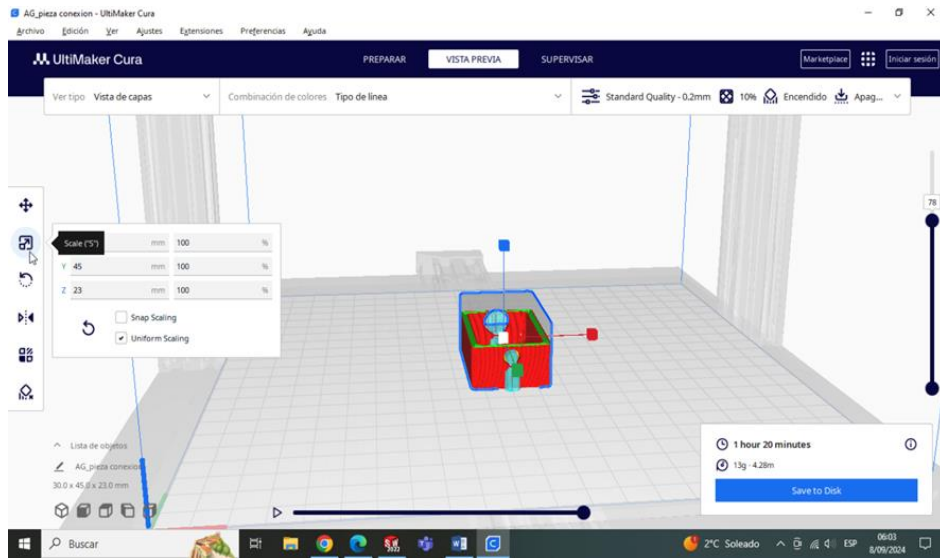 AG_pieza conexion - UltiMaker Cura
Archivo Edición Ver Ajustes Extensiones Preferencias Ayuda
UltiMaker Cura PREPARAR VISTA PREVIA SUPERVISAR Marketplace Iniciar sesión
Ver tipo Vista de capas Combinación de colores Tipo de línea Standard Quality - 0.2mm 10% Encendido Apag...
78
Scale ("S") mm 100 %
Y 45 mm 100 %
Z 23 mm 100 %
Snap Scaling
Uniform Scaling
Lista de objetos
AG_pieza conexion
30.0 x 45.0 x 23.0 mm
1 hour 20 minutes
13g · 4.28m
Save to Disk
Buscar
2°C Soleado ESP 06:03
8/09/2024